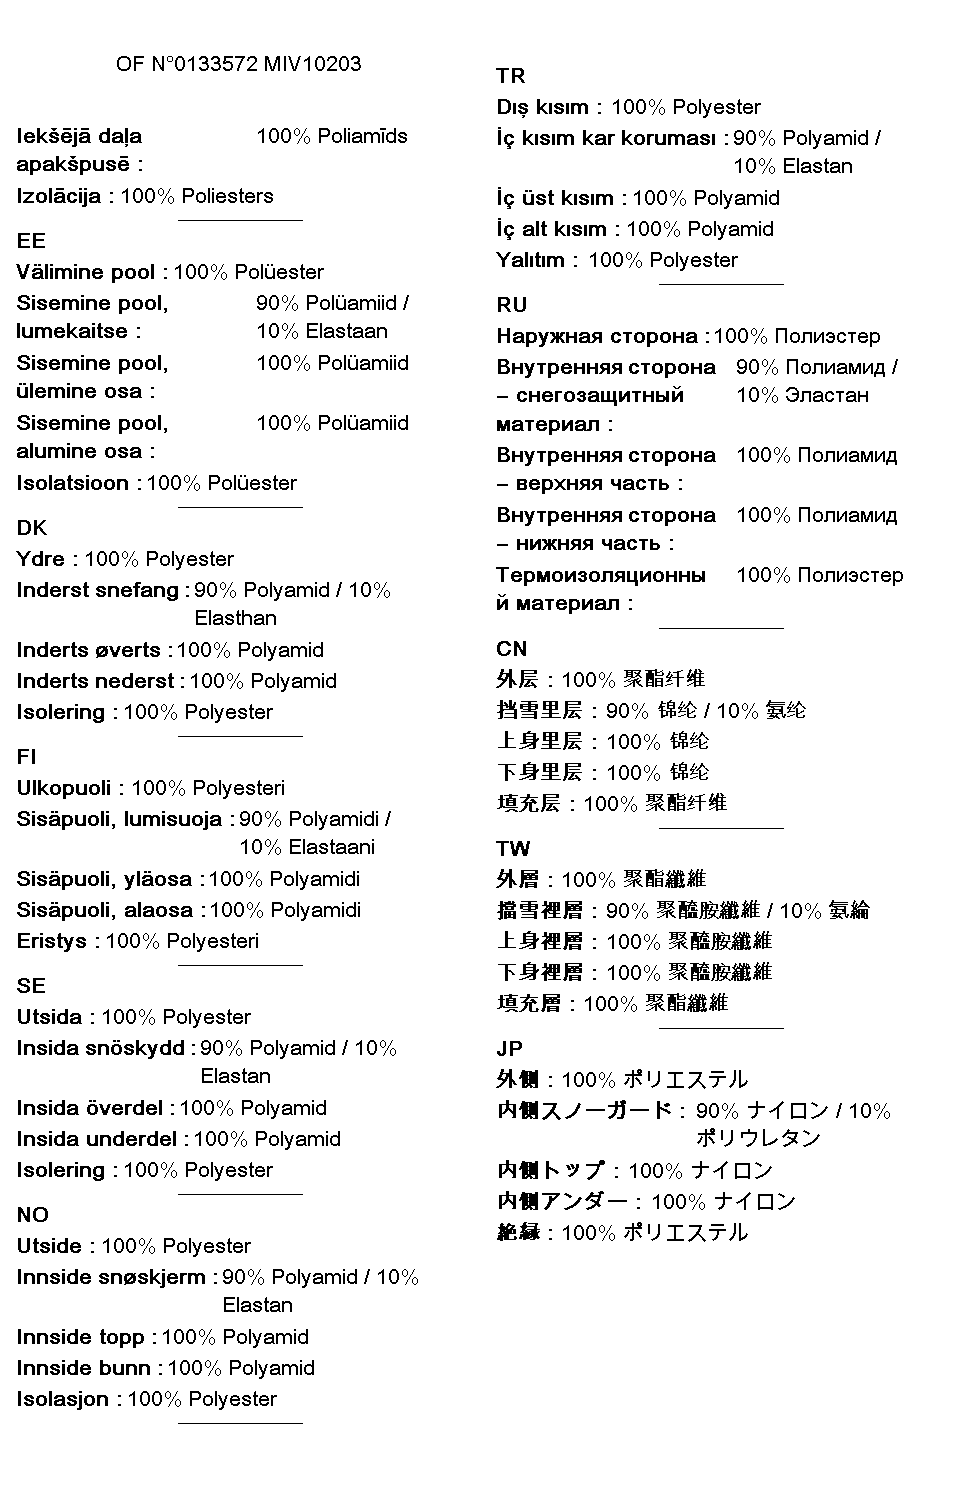 OF N°0133572 MIV10203
Iekšējā daļa 100% Poliamīds
apakšpusē :
Izolācija : 100% Poliesters
EE
Välimine pool : 100% Polüester
Sisemine pool, 90% Polüamiid /
lumekaitse : 10% Elastaan
Sisemine pool, 100% Polüamiid
ülemine osa :
Sisemine pool, 100% Polüamiid
alumine osa :
Isolatsioon : 100% Polüester
DK
Ydre : 100% Polyester
Inderst snefang : 90% Polyamid / 10%
Elasthan
Inderts øverts : 100% Polyamid
Inderts nederst : 100% Polyamid
Isolering : 100% Polyester
FI
Ulkopuoli : 100% Polyesteri
Sisäpuoli, lumisuoja : 90% Polyamidi /
10% Elastaani
Sisäpuoli, yläosa : 100% Polyamidi
Sisäpuoli, alaosa : 100% Polyamidi
Eristys : 100% Polyesteri
SE
Utsida : 100% Polyester
Insida snöskydd : 90% Polyamid / 10%
Elastan
Insida överdel : 100% Polyamid
Insida underdel : 100% Polyamid
Isolering : 100% Polyester
NO
Utside : 100% Polyester
Innside snøskjerm : 90% Polyamid / 10%
Elastan
Innside topp : 100% Polyamid
Innside bunn : 100% Polyamid
Isolasjon : 100% Polyester
TR
Dış kısım : 100% Polyester
İç kısım kar koruması : 90% Polyamid /
10% Elastan
İç üst kısım : 100% Polyamid
İç alt kısım : 100% Polyamid
Yalıtım : 100% Polyester
RU
Наружная сторона : 100% Полиэстер
Внутренняя сторона 90% Полиамид /
– снегозащитный 10% Эластан
материал :
Внутренняя сторона 100% Полиамид
– верхняя часть :
Внутренняя сторона 100% Полиамид
– нижняя часть :
Термоизоляционны 100% Полиэстер
й материал :
CN
外层 : 100% 聚酯纤维
挡雪里层 : 90% 锦纶 / 10% 氨纶
上身里层 : 100% 锦纶
下身里层 : 100% 锦纶
填充层 : 100% 聚酯纤维
TW
外層 : 100% 聚酯纖維
擋雪裡層 : 90% 聚醯胺纖維 / 10% 氨綸
上身裡層 : 100% 聚醯胺纖維
下身裡層 : 100% 聚醯胺纖維
填充層 : 100% 聚酯纖維
JP
外側 : 100% ポリエステル
内側スノーガード : 90% ナイロン / 10%
ポリウレタン
内側トップ : 100% ナイロン
内側アンダー : 100% ナイロン
絶縁 : 100% ポリエステル